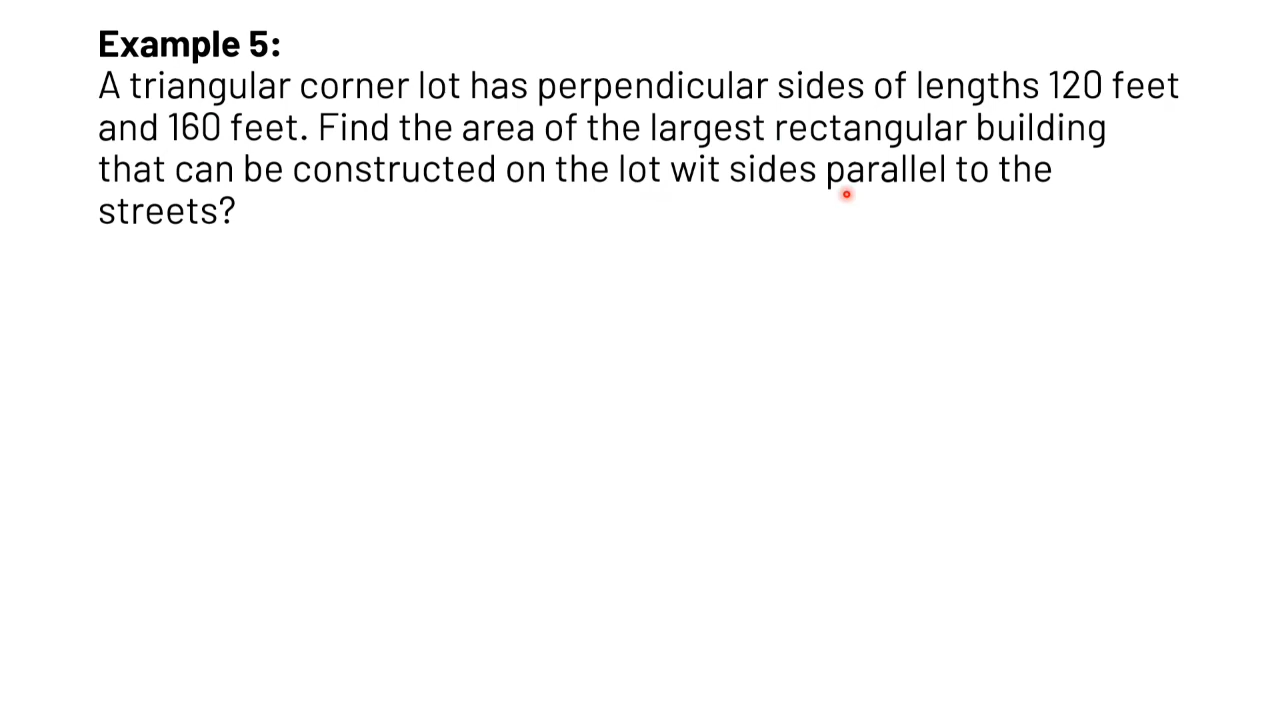 Example 5:
A triangular corner lot has perpendicular sides of lengths 120 feet
and 160 feet. Find the area of the largest rectangular building
that can be constructed on the lot wit sides parallel to the
streets?